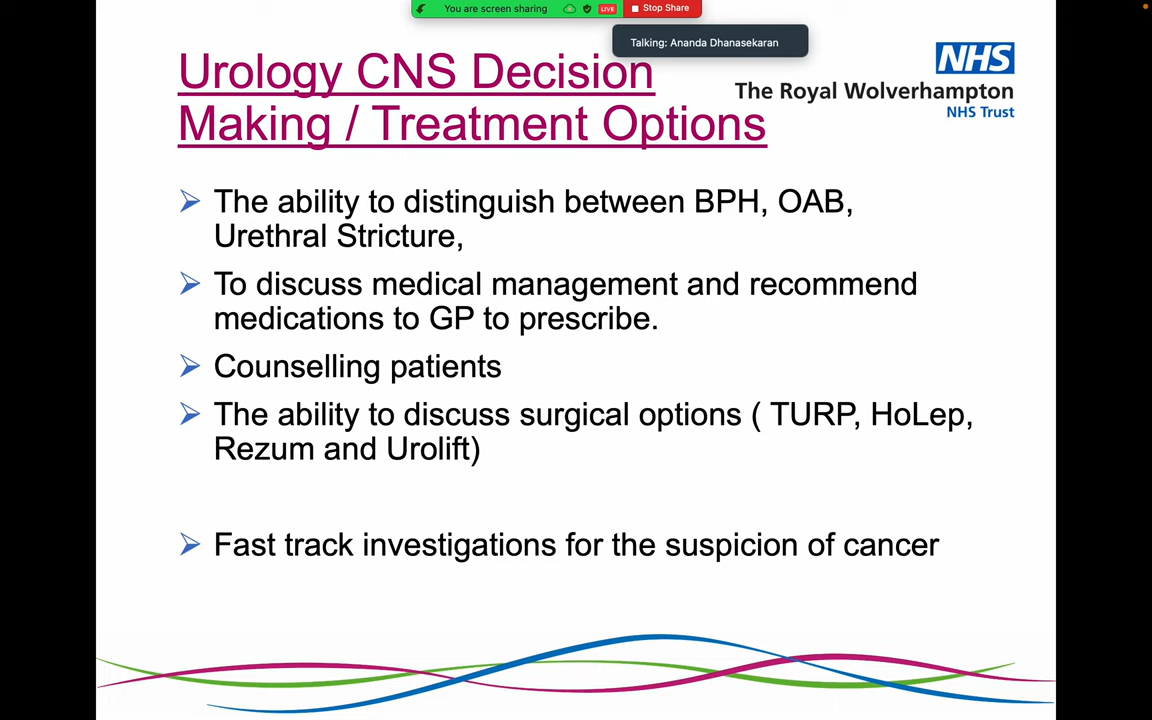 You are screen sharing
LIVE
Stop Share
Talking: Ananda Dhanasekaran
Urology CNS Decision
Making / Treatment Options
NHS
The Royal Wolverhampton
NHS Trust
The ability to distinguish between BPH, OAB,
Urethral Stricture,
To discuss medical management and recommend
medications to GP to prescribe.
Counselling patients
The ability to discuss surgical options ( TURP, HoLep,
Rezum and Urolift)
Fast track investigations for the suspicion of cancer